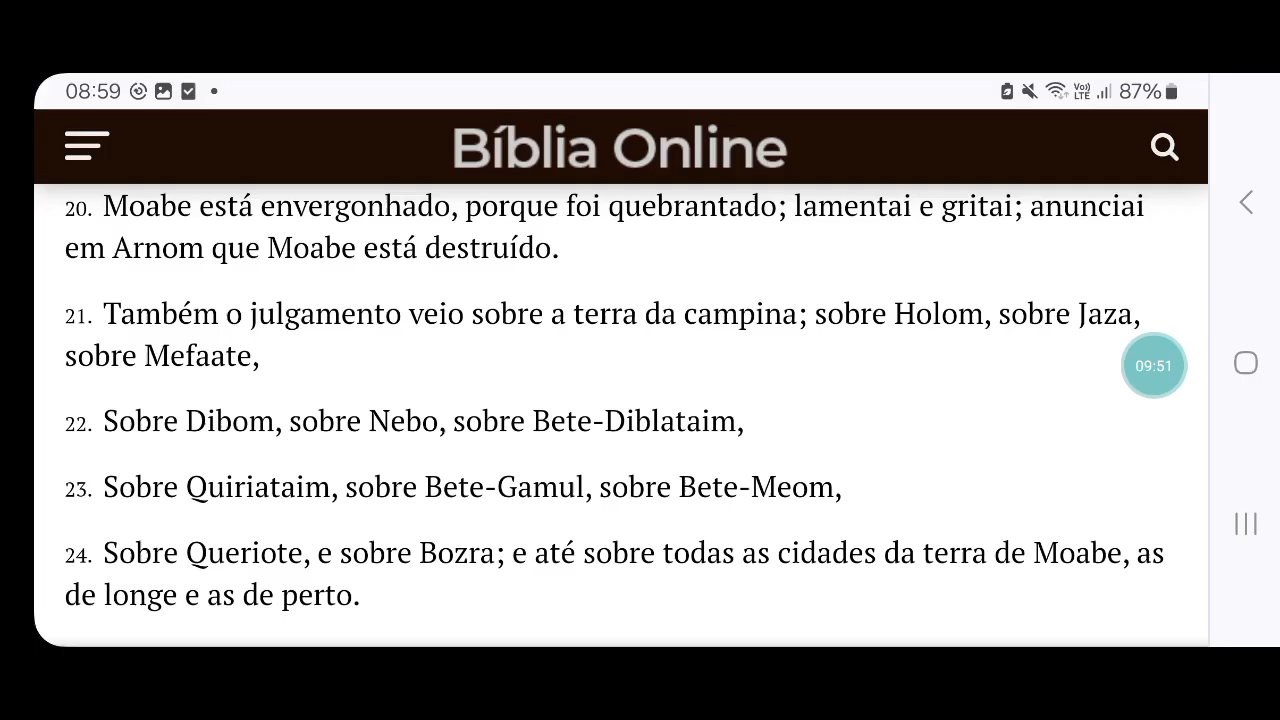 08:59 87%
Bíblia Online
20. Moabe está envergonhado, porque foi quebrantado; lamentai e gritai; anunciai
em Arnom que Moabe está destruído.
21. Também o julgamento veio sobre a terra da campina; sobre Holom, sobre Jaza,
sobre Mefaate,
09:51
22. Sobre Dibom, sobre Nebo, sobre Bete-Diblataim,
23. Sobre Quiriataim, sobre Bete-Gamul, sobre Bete-Meom,
24. Sobre Queriote, e sobre Bozra; e até sobre todas as cidades da terra de Moabe, as
de longe e as de perto.